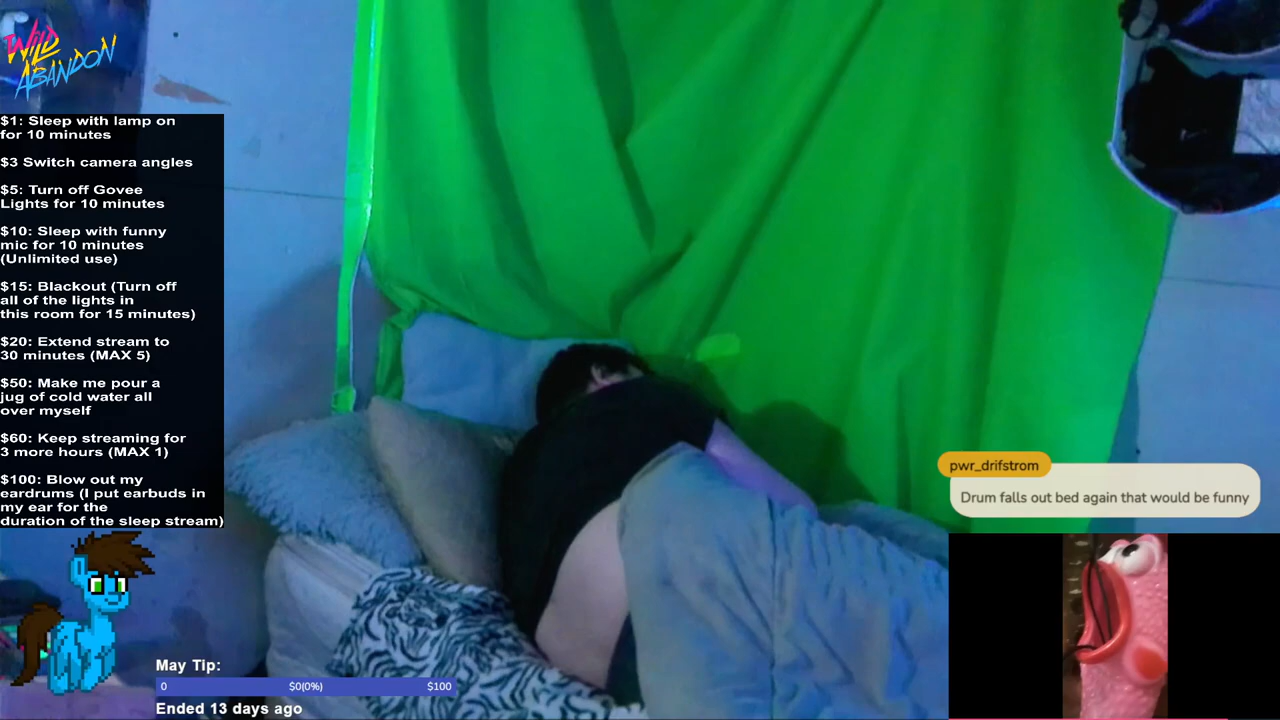 WILD
ABANDON
$1: Sleep with lamp on
for 10 minutes
$3 Switch camera angles
$5: Turn off Govee
Lights for 10 minutes
$10: Sleep with funny
mic for 10 minutes
(Unlimited use)
$15: Blackout (Turn off
all of the lights in
this room for 15 minutes)
$20: Extend stream to
30 minutes (MAX 5)
$50: Make me pour a
jug of cold water all
over myself
$60: Keep streaming for
3 more hours (MAX 1)
$100: Blow out my
eardrums (I put earbuds in
my ear for the
duration of the sleep stream)
pwr_drifstrom
Drum falls out bed again that would be funny
May Tip:
0 $0(0%) $100
Ended 13 days ago